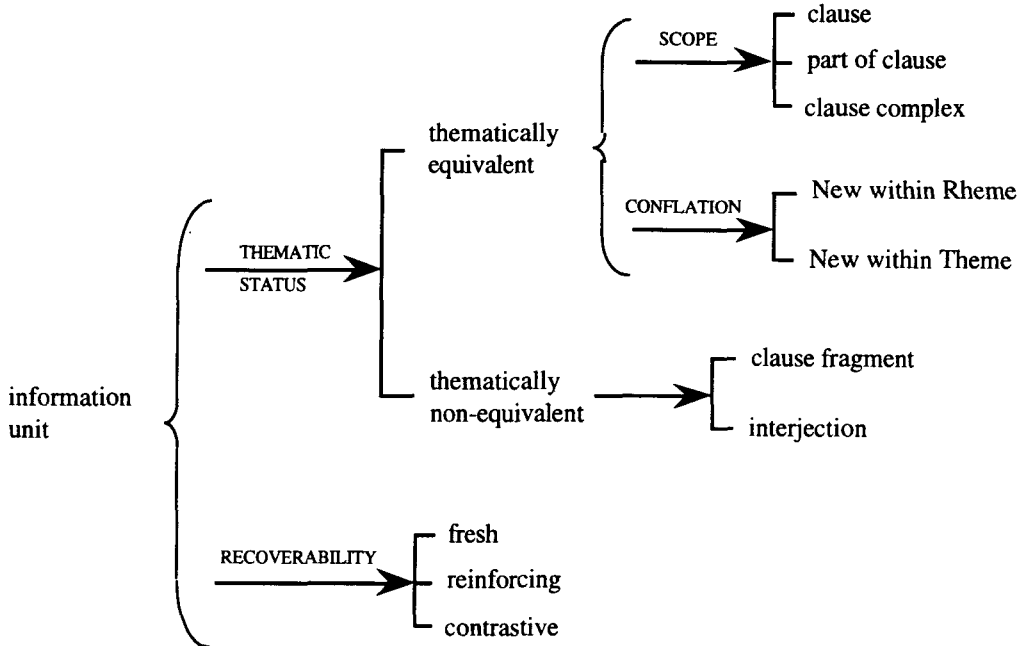 clause
SCOPE
part of clause
clause complex
thematically
equivalent
New within Rheme
CONFLATION
New within Theme
THEMATIC
STATUS
clause fragment
thematically
non-equivalent
interjection
information
unit
fresh
RECOVERABILITY
reinforcing
contrastive